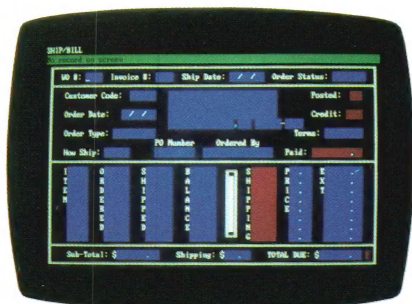 SHIP/BILL
No record on screen
WO #: Invoice #: Ship Date: / / Order Status:
Customer Code: Posted:
Order Date: / / Credit:
Order Type: Terms:
PO Number Ordered By
How Ship: Paid:
ITEM ORDERED SHIPPED BALANCE SHIPPING PRICE EXT
Sub-Total: $ . Shipping: $ . TOTAL DUE: $ .